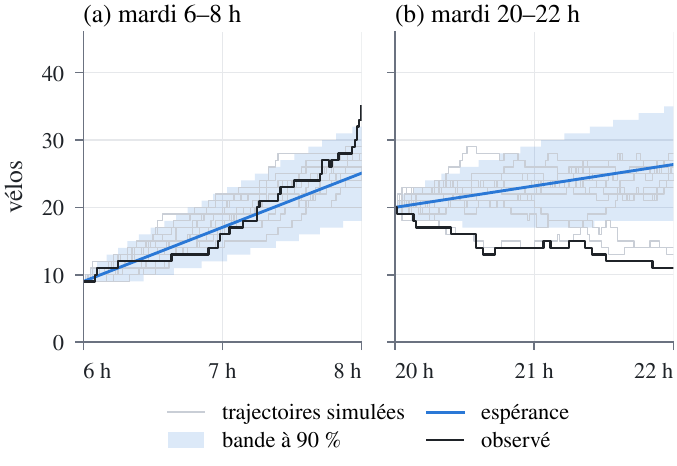 (a) mardi 6–8 h
(b) mardi 20–22 h
vélos
40
30
20
10
0
6 h
7 h
8 h
20 h
21 h
22 h
trajectoires simulées
espérance
bande à 90 %
observé